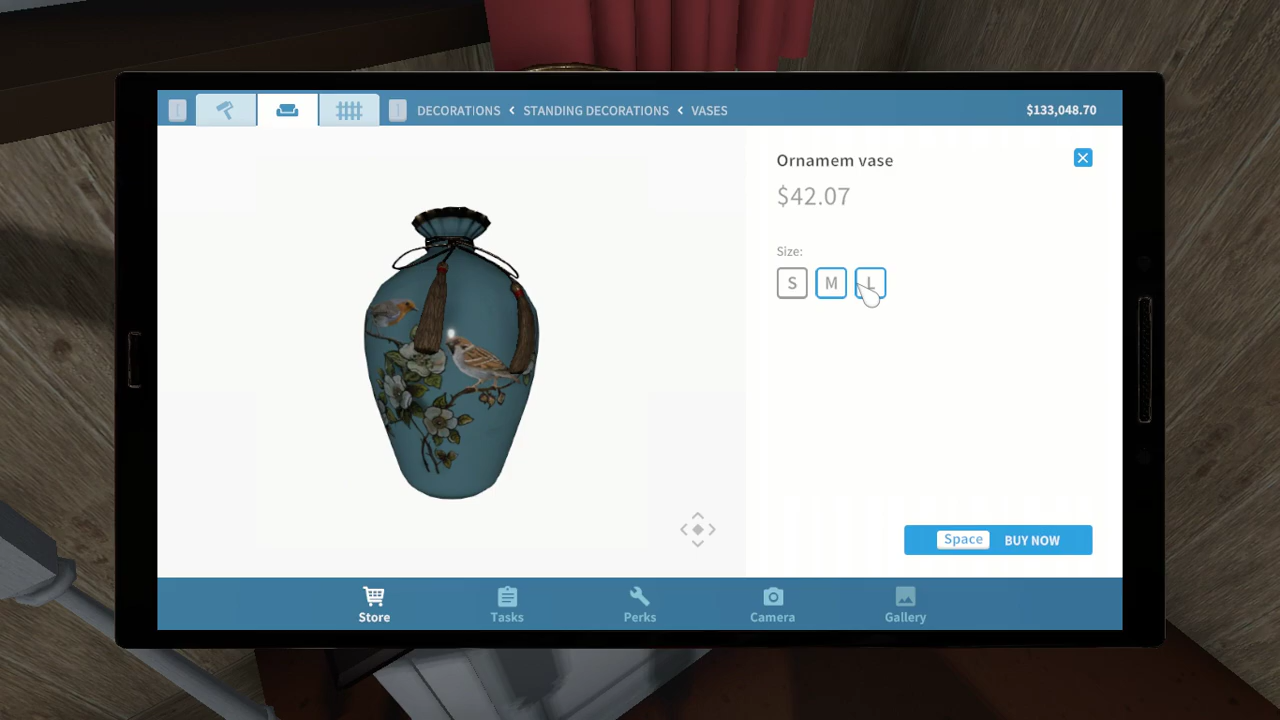 DECORATIONS < STANDING DECORATIONS < VASES
$133,048.70
Ornamem vase
$42.07
Size:
S M L
Space BUY NOW
Store Tasks Perks Camera Gallery